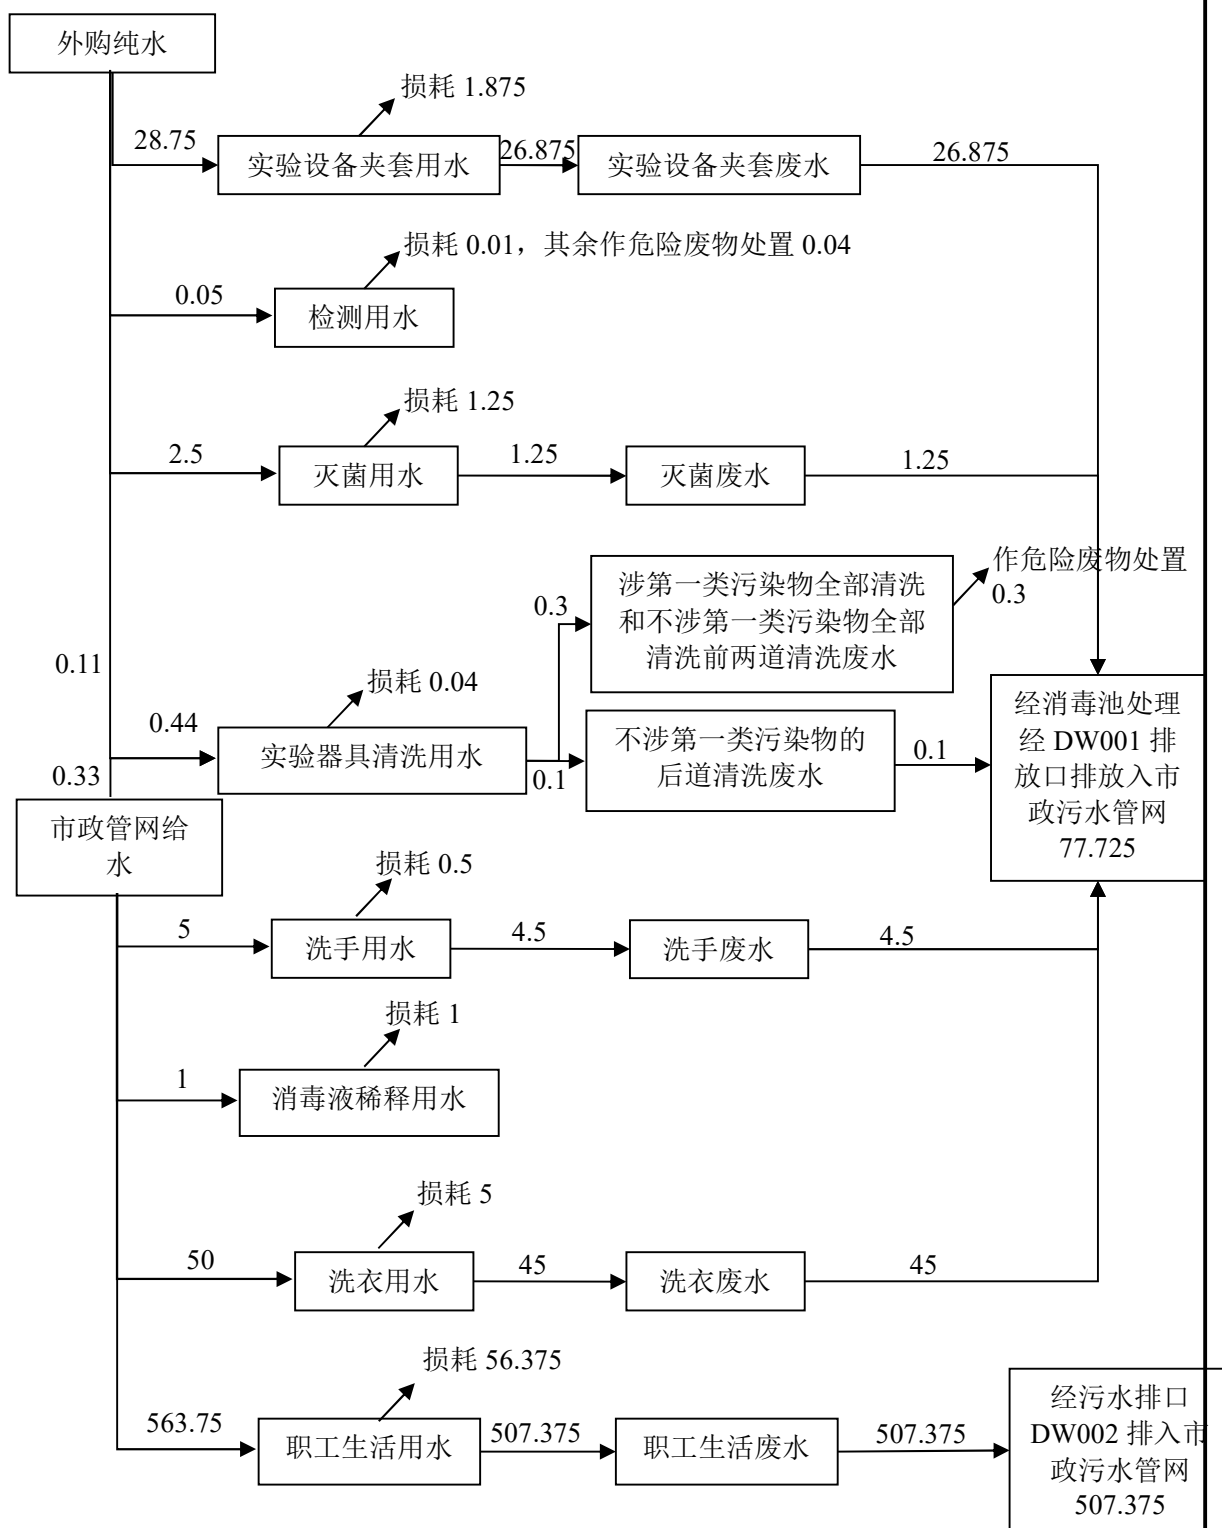 外购纯水
损耗 1.875
28.75
实验设备夹套用水
26.875
实验设备夹套废水
26.875
损耗 0.01，其余作危险废物处置 0.04
0.05
检测用水
损耗 1.25
2.5
灭菌用水
1.25
灭菌废水
1.25
作危险废物处置
0.3
涉第一类污染物全部清洗
和不涉第一类污染物全部
清洗前两道清洗废水
0.3
0.11
损耗 0.04
0.44
实验器具清洗用水
0.1
不涉第一类污染物的
后道清洗废水
0.1
经消毒池处理
经 DW001 排
放口排放入市
政污水管网
77.725
0.33
市政管网给
水
损耗 0.5
5
洗手用水
4.5
洗手废水
4.5
损耗 1
1
消毒液稀释用水
损耗 5
50
洗衣用水
45
洗衣废水
45
损耗 56.375
563.75
职工生活用水
507.375
职工生活废水
507.375
经污水排口
DW002 排入市
政污水管网
507.375